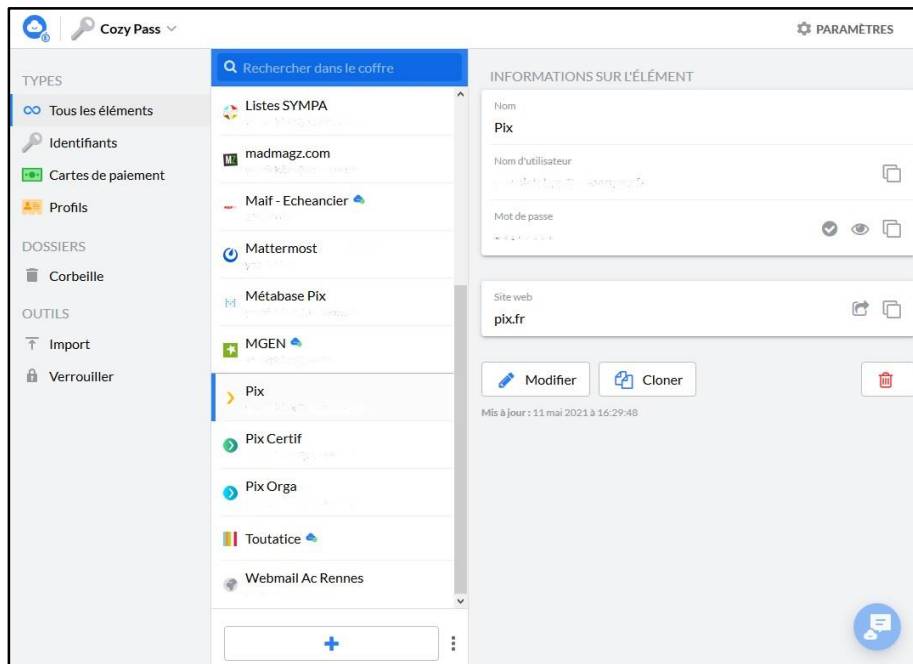 Cozy Pass
PARAMÈTRES
TYPES
Tous les éléments
Identifiants
Cartes de paiement
Profils
DOSSIERS
Corbeille
OUTILS
Import
Verrouiller
Rechercher dans le coffre
Listes SYMPA
madmagz.com
Maif - Echeancier
Mattermost
Métabase Pix
MGEN
Pix
Pix Certif
Pix Orga
Toutatice
Webmail Ac Rennes
INFORMATIONS SUR L'ÉLÉMENT
Nom
Pix
Nom d'utilisateur
Mot de passe
Site web
pix.fr
Modifier
Cloner
Mis à jour : 11 mai 2021 à 16:29:48